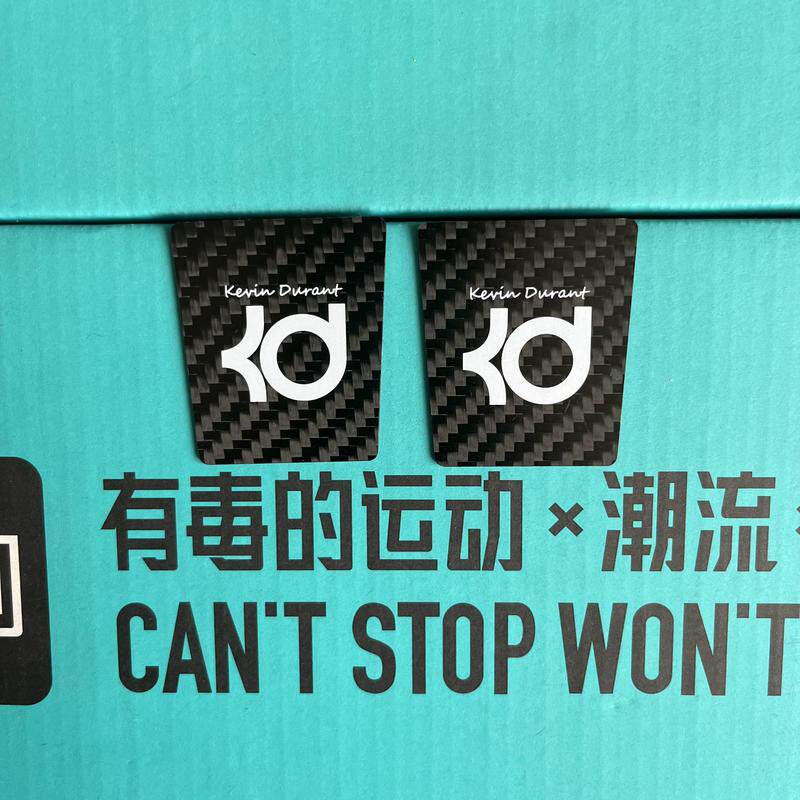 Kevin Durant
kd
Kevin Durant
kd
有毒的运动×潮流×
CAN'T STOP WON'T